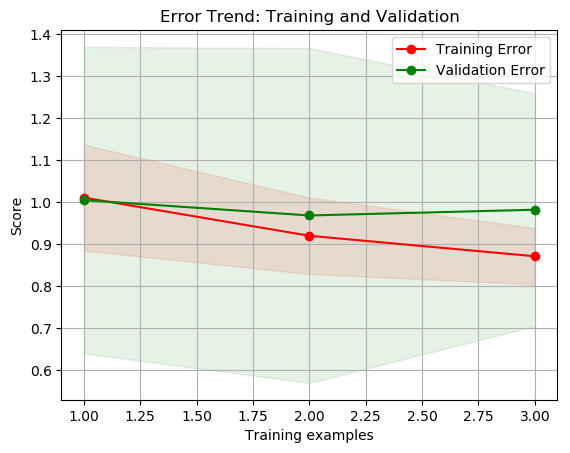 Error Trend: Training and Validation
Training Error
Validation Error
Score
1.4
1.3
1.2
1.1
1.0
0.9
0.8
0.7
0.6
1.00 1.25 1.50 1.75 2.00 2.25 2.50 2.75 3.00
Training examples